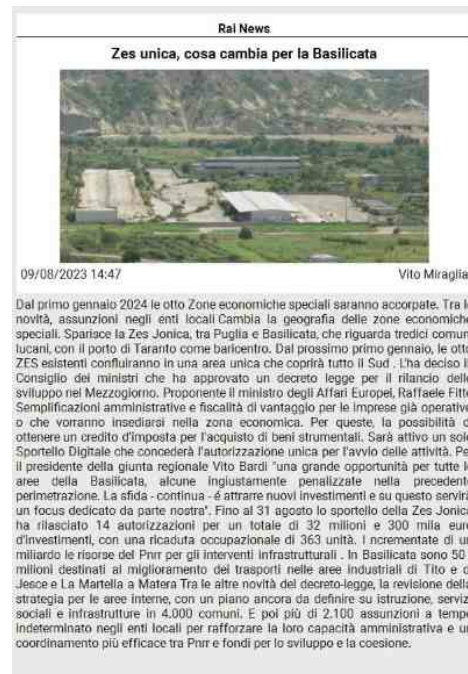 Rai News
Zes unica, cosa cambia per la Basilicata
09/08/2023 14:47 Vito Miraglia
Dal primo gennaio 2024 le otto Zone economiche speciali saranno accorpate. Tra
novità, assunzioni negli enti locali Cambia la geografia delle zone economiche
speciali. Sparisce la Zes Jonica, tra Puglia e Basilicata, che riguarda tredici comun
lucani, con il porto di Taranto come baricentro. Dal prossimo primo gennaio, le otto
ZES esistenti confluiranno in una area unica che coprirà tutto il Sud . L'ha deciso il
Consiglio dei ministri che ha approvato un decreto legge per il rilancio dello
sviluppo nel Mezzogiorno. Proponente il ministro degli Affari Europei, Raffaele Fitto
Semplificazioni amministrative e fiscalità di vantaggio per le imprese già operative
o che vorranno insediarsi nella zona economica. Per queste, la possibilità d
ottenere un credito d'imposta per l'acquisto di beni strumentali. Sarà attivo un solo
Sportello Digitale che concederà l'autorizzazione unica per l'avvio delle attività. Per
il presidente della giunta regionale Vito Bardi "una grande opportunità per tutte le
aree della Basilicata, alcune ingiustamente penalizzate nella precedente
perimetrazione. La sfida - continua - é attrarre nuovi investimenti e su questo servirà
un focus dedicato da parte nostra". Fino al 31 agosto lo sportello della Zes Jonica
ha rilasciato 14 autorizzazioni per un totale di 32 milioni e 300 mila euro
d'investimenti, con una ricaduta occupazionale di 363 unità. I ncrementate di un
miliardo le risorse del Pnrr per gli interventi infrastrutturali . In Basilicata sono 50
milioni destinati al miglioramento dei trasporti nelle aree industriali di Tito e d
Jesce e La Martella a Matera Tra le altre novità del decreto-legge, la revisione della
strategia per le aree interne, con un piano ancora da definire su istruzione, servizi
sociali e infrastrutture in 4.000 comuni. E poi più di 2.100 assunzioni a tempo
indeterminato negli enti locali per rafforzare la loro capacità amministrativa e un
coordinamento più efficace tra Pnrr e fondi per lo sviluppo e la coesione.